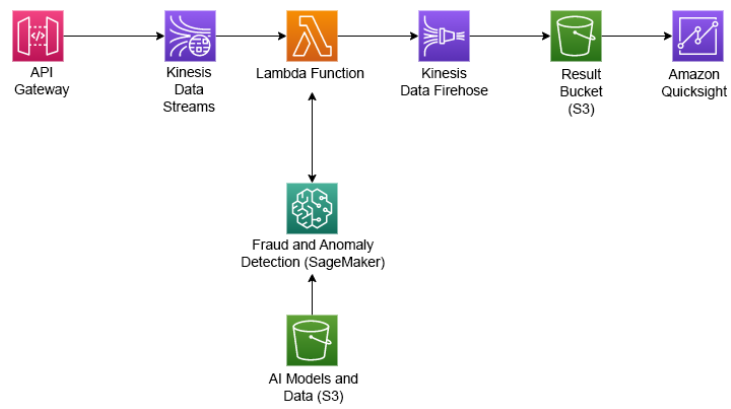 API
Gateway
Kinesis
Data
Streams
Lambda Function
Kinesis
Data Firehose
Result
Bucket
(S3)
Amazon
Quicksight
Fraud and Anomaly
Detection (SageMaker)
AI Models and
Data (S3)